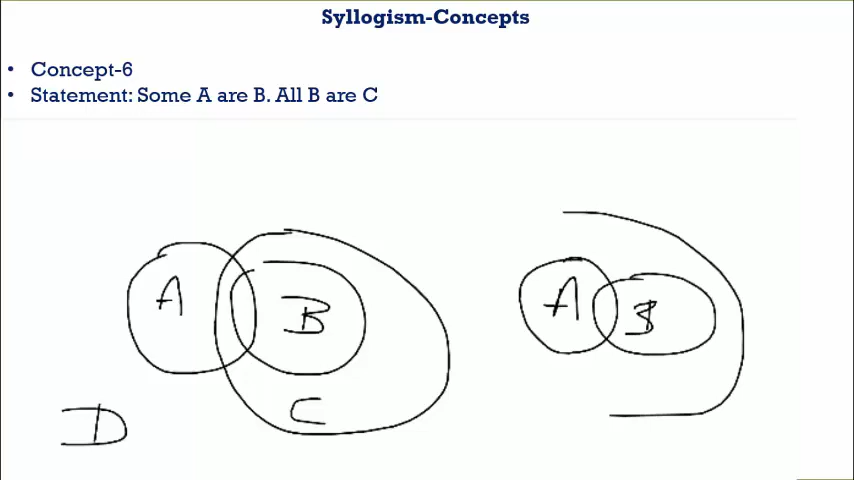 Syllogism-Concepts
• Concept-6
• Statement: Some A are B. All B are C
A B A B
C
D